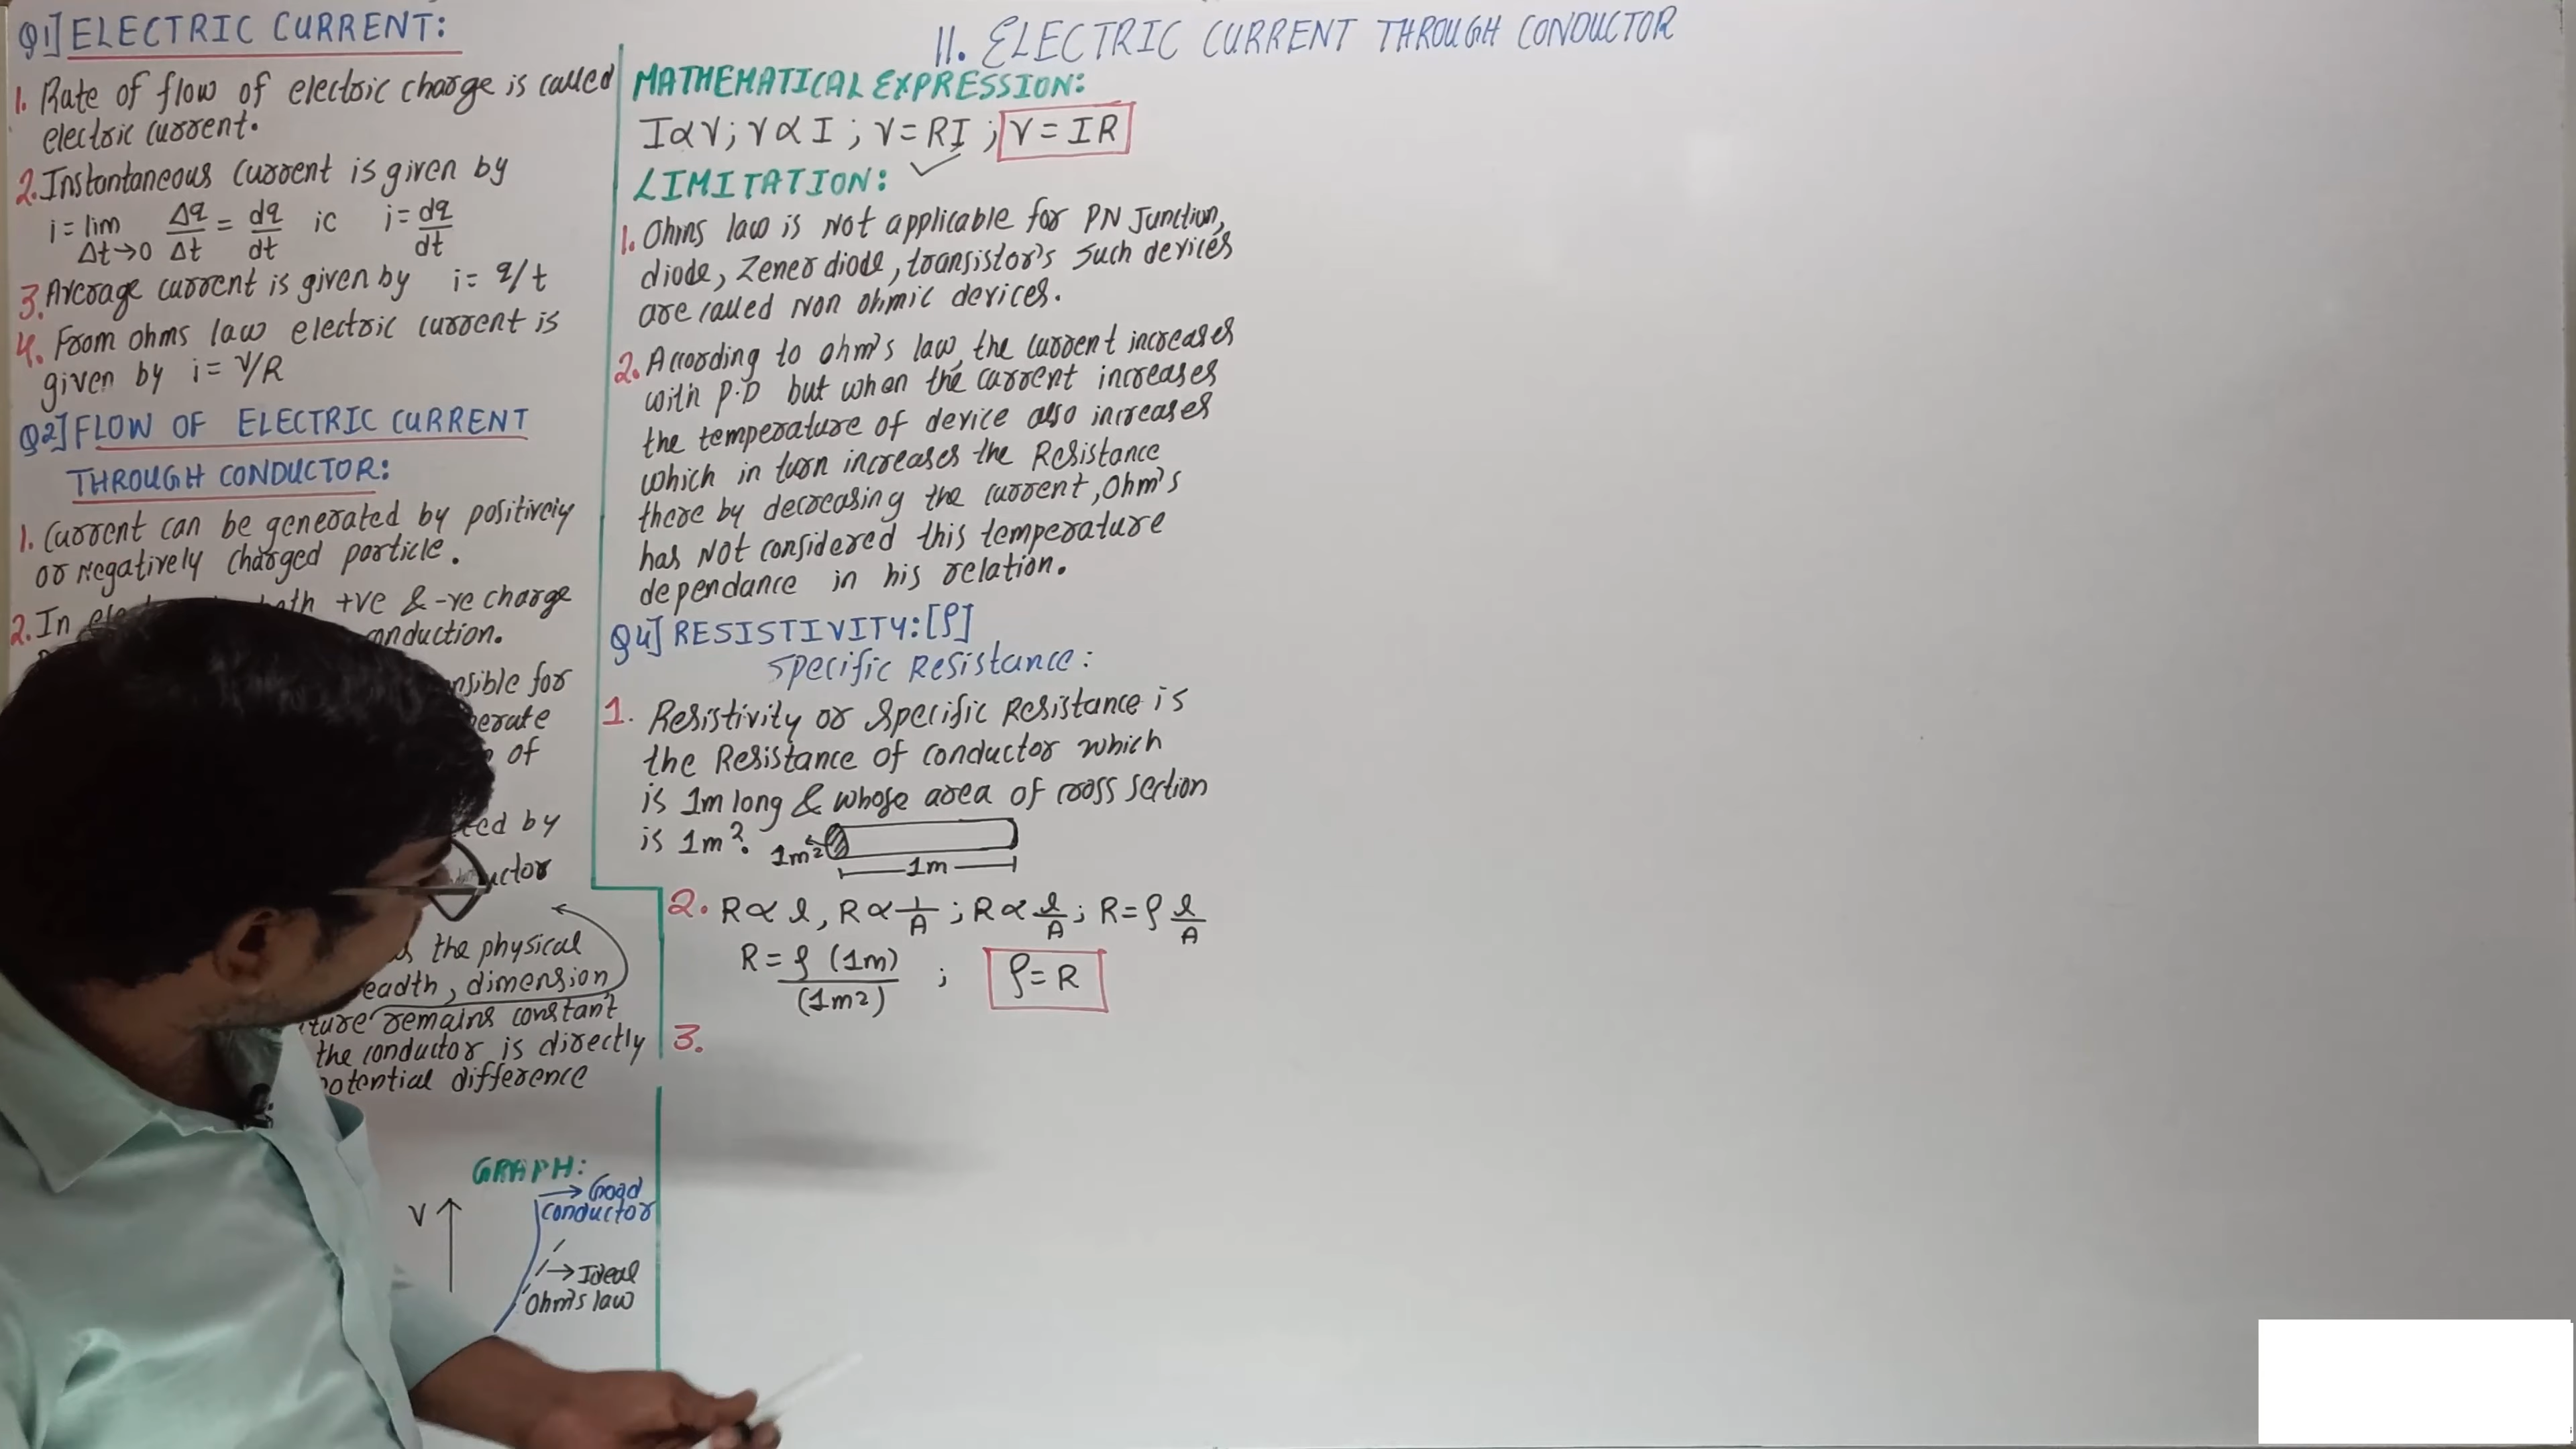 11. ELECTRIC CURRENT THROUGH CONDUCTOR
Q1] ELECTRIC CURRENT:
1. Rate of flow of electric charge is called
electric current.
2. Instantaneous current is given by
i = lim Δq/Δt = dq/dt ie i = dq/dt
Δt→0
3. Average current is given by i = q/t
4. From ohms law electric current is
given by i = V/R
Q2] FLOW OF ELECTRIC CURRENT
THROUGH CONDUCTOR:
1. Current can be generated by positively
or Negatively charged particle.
2. In both +ve & -ve charge
conduction.
for
of
by
the physical
dimension
remains constant
the conductor is directly
potential difference
GRAPH:
V → Good
conductor
→ Ideal
Ohm's law
MATHEMATICAL EXPRESSION:
I ∝ V; V ∝ I ; V = RI ; V = IR
LIMITATION:
1. Ohms law is Not applicable for PN Junction,
diode, Zener diode, transistor's such devices
are called Non ohmic devices.
2. According to ohm's law, the current increases
with P.D but when the current increases
the temperature of device also increases
which in turn increases the Resistance
there by decreasing the current, Ohm's
has Not considered this temperature
dependance in his relation.
Q4] RESISTIVITY: [ρ]
Specific Resistance:
1. Resistivity or Specific Resistance is
the Resistance of conductor which
is 1m long & whose area of cross section
is 1m². 1m²
1m
2. R ∝ l, R ∝ 1/A ; R ∝ l/A ; R = ρ l/A
R = ρ (1m)/(1m²) ; ρ = R
3.